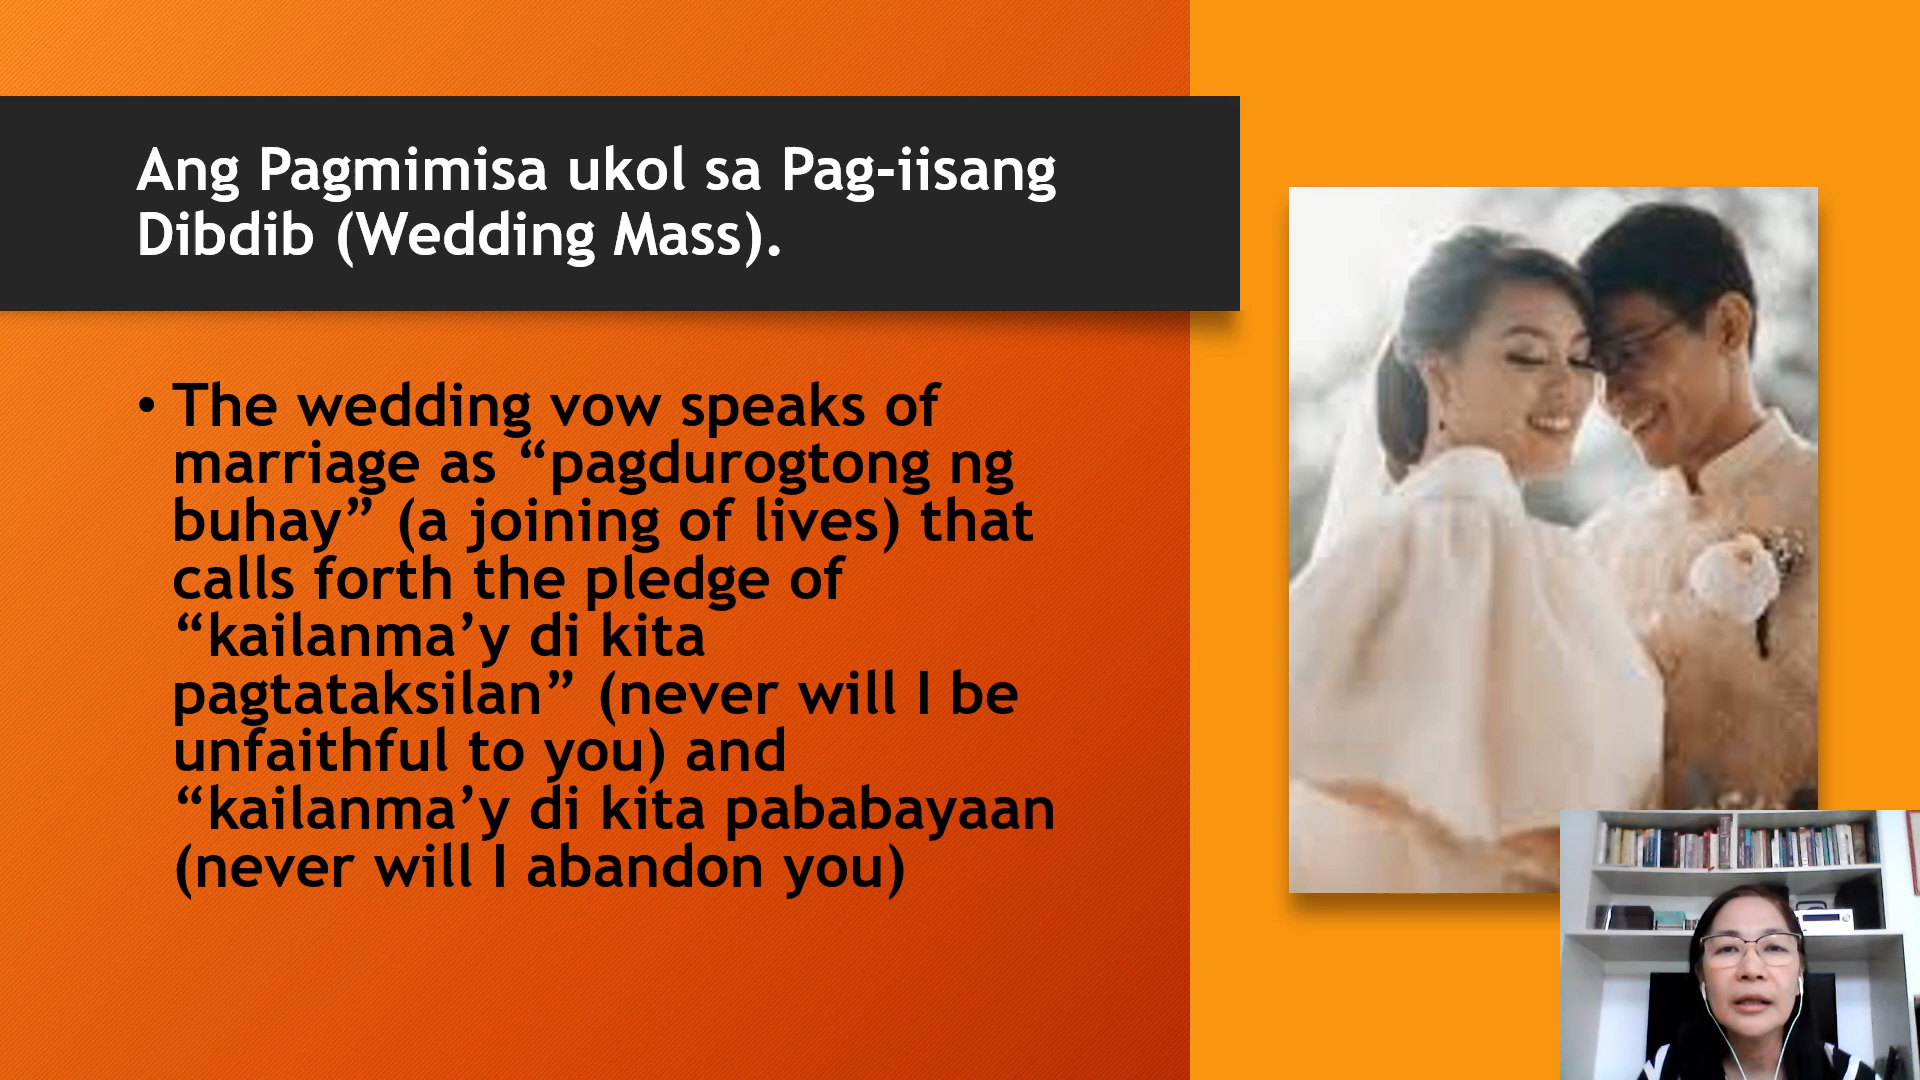 Ang Pagmimisa ukol sa Pag-iisang
Dibdib (Wedding Mass).
• The wedding vow speaks of
marriage as “pagdurogtong ng
buhay” (a joining of lives) that
calls forth the pledge of
“kailanma’y di kita
pagtataksilan” (never will I be
unfaithful to you) and
“kailanma’y di kita pababayaan
(never will I abandon you)